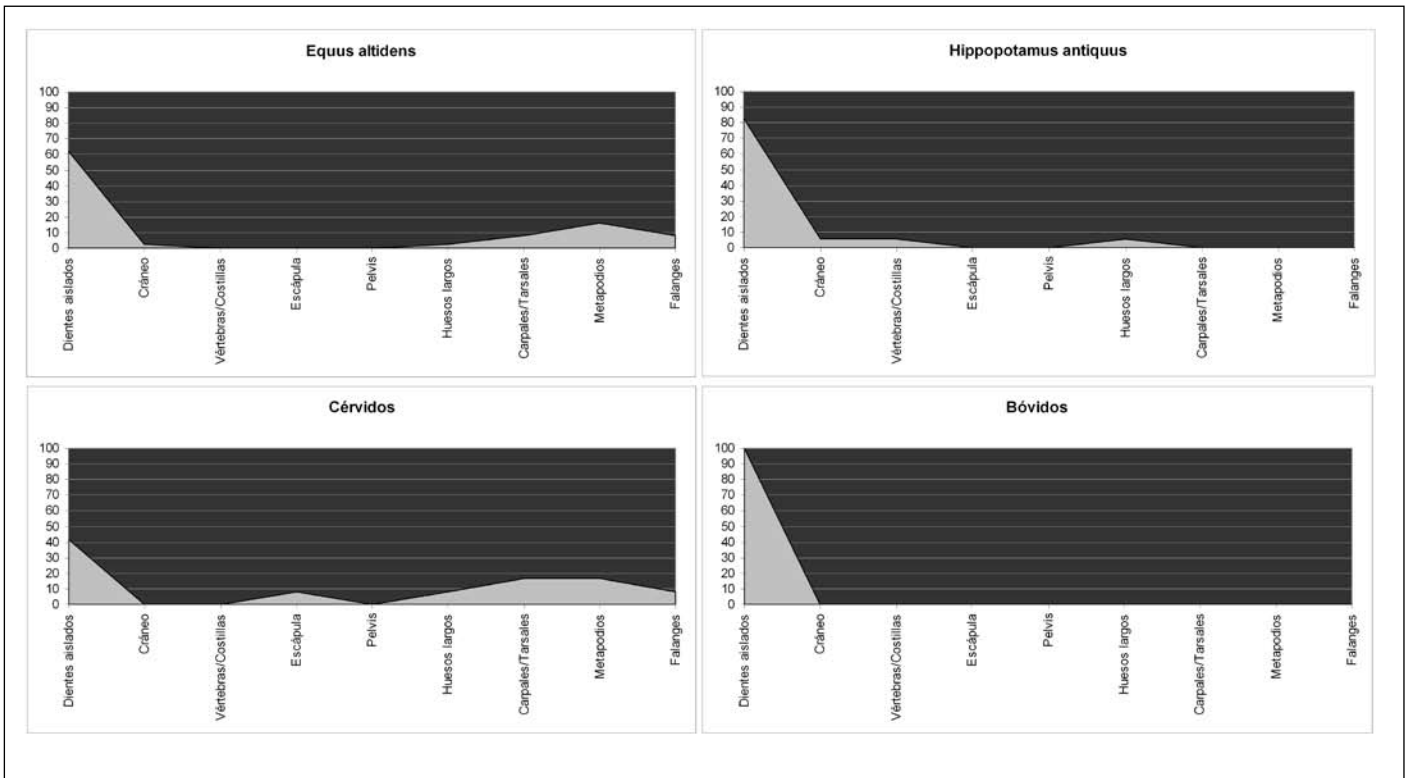 Equus altidens
100
90
80
70
60
50
40
30
20
10
0
Dientes aislados
Cráneo
Vértebras/Costillas
Escápula
Pelvis
Huesos largos
Carpales/Tarsales
Metapodios
Falanges
Hippopotamus antiquus
100
90
80
70
60
50
40
30
20
10
0
Dientes aislados
Cráneo
Vértebras/Costillas
Escápula
Pelvis
Huesos largos
Carpales/Tarsales
Metapodios
Falanges
Cérvidos
100
90
80
70
60
50
40
30
20
10
0
Dientes aislados
Cráneo
Vértebras/Costillas
Escápula
Pelvis
Huesos largos
Carpales/Tarsales
Metapodios
Falanges
Bóvidos
100
90
80
70
60
50
40
30
20
10
0
Dientes aislados
Cráneo
Vértebras/Costillas
Escápula
Pelvis
Huesos largos
Carpales/Tarsales
Metapodios
Falanges